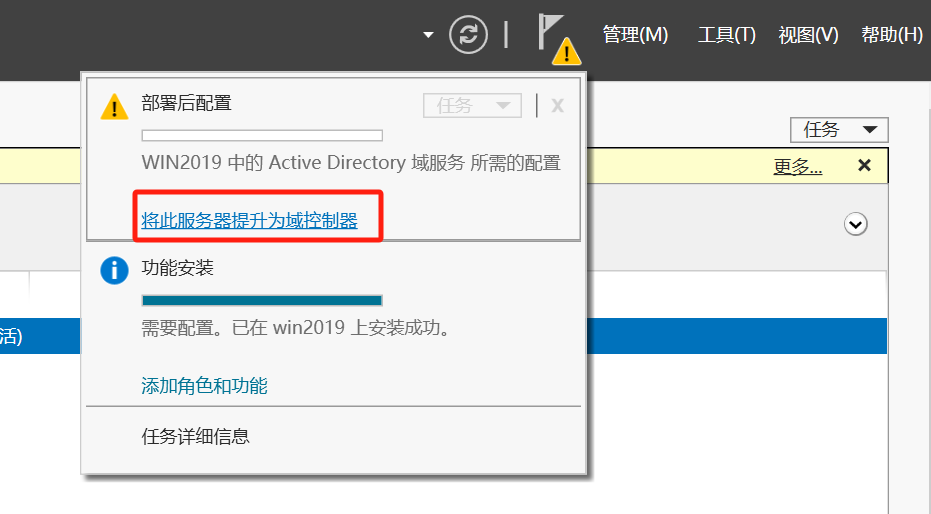 管理(M) 工具(T) 视图(V) 帮助(H)
部署后配置 任务 X
任务
WIN2019 中的 Active Directory 域服务 所需的配置
更多...
将此服务器提升为域控制器
功能安装
需要配置。已在 win2019 上安装成功。
活)
添加角色和功能
任务详细信息